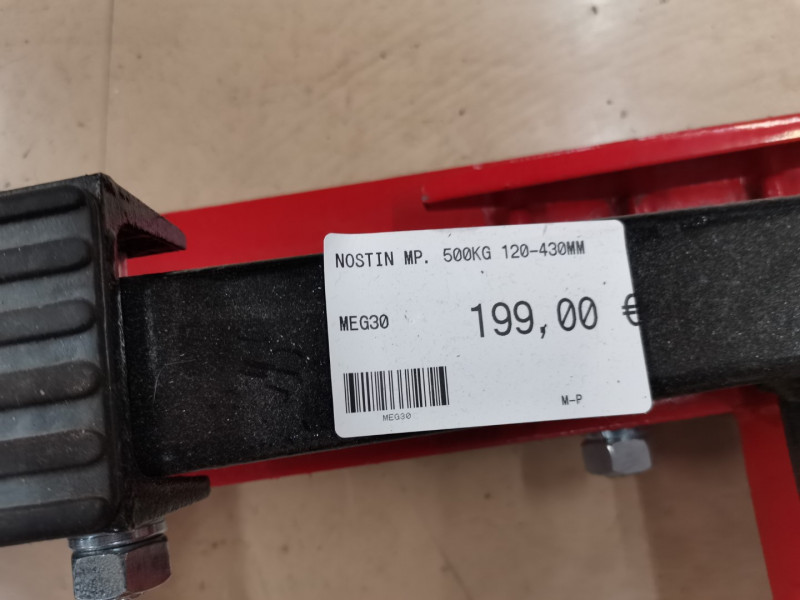 NOSTIN MP. 500KG 120-430MM
MEG30 199,00 €
MEG30
M-P